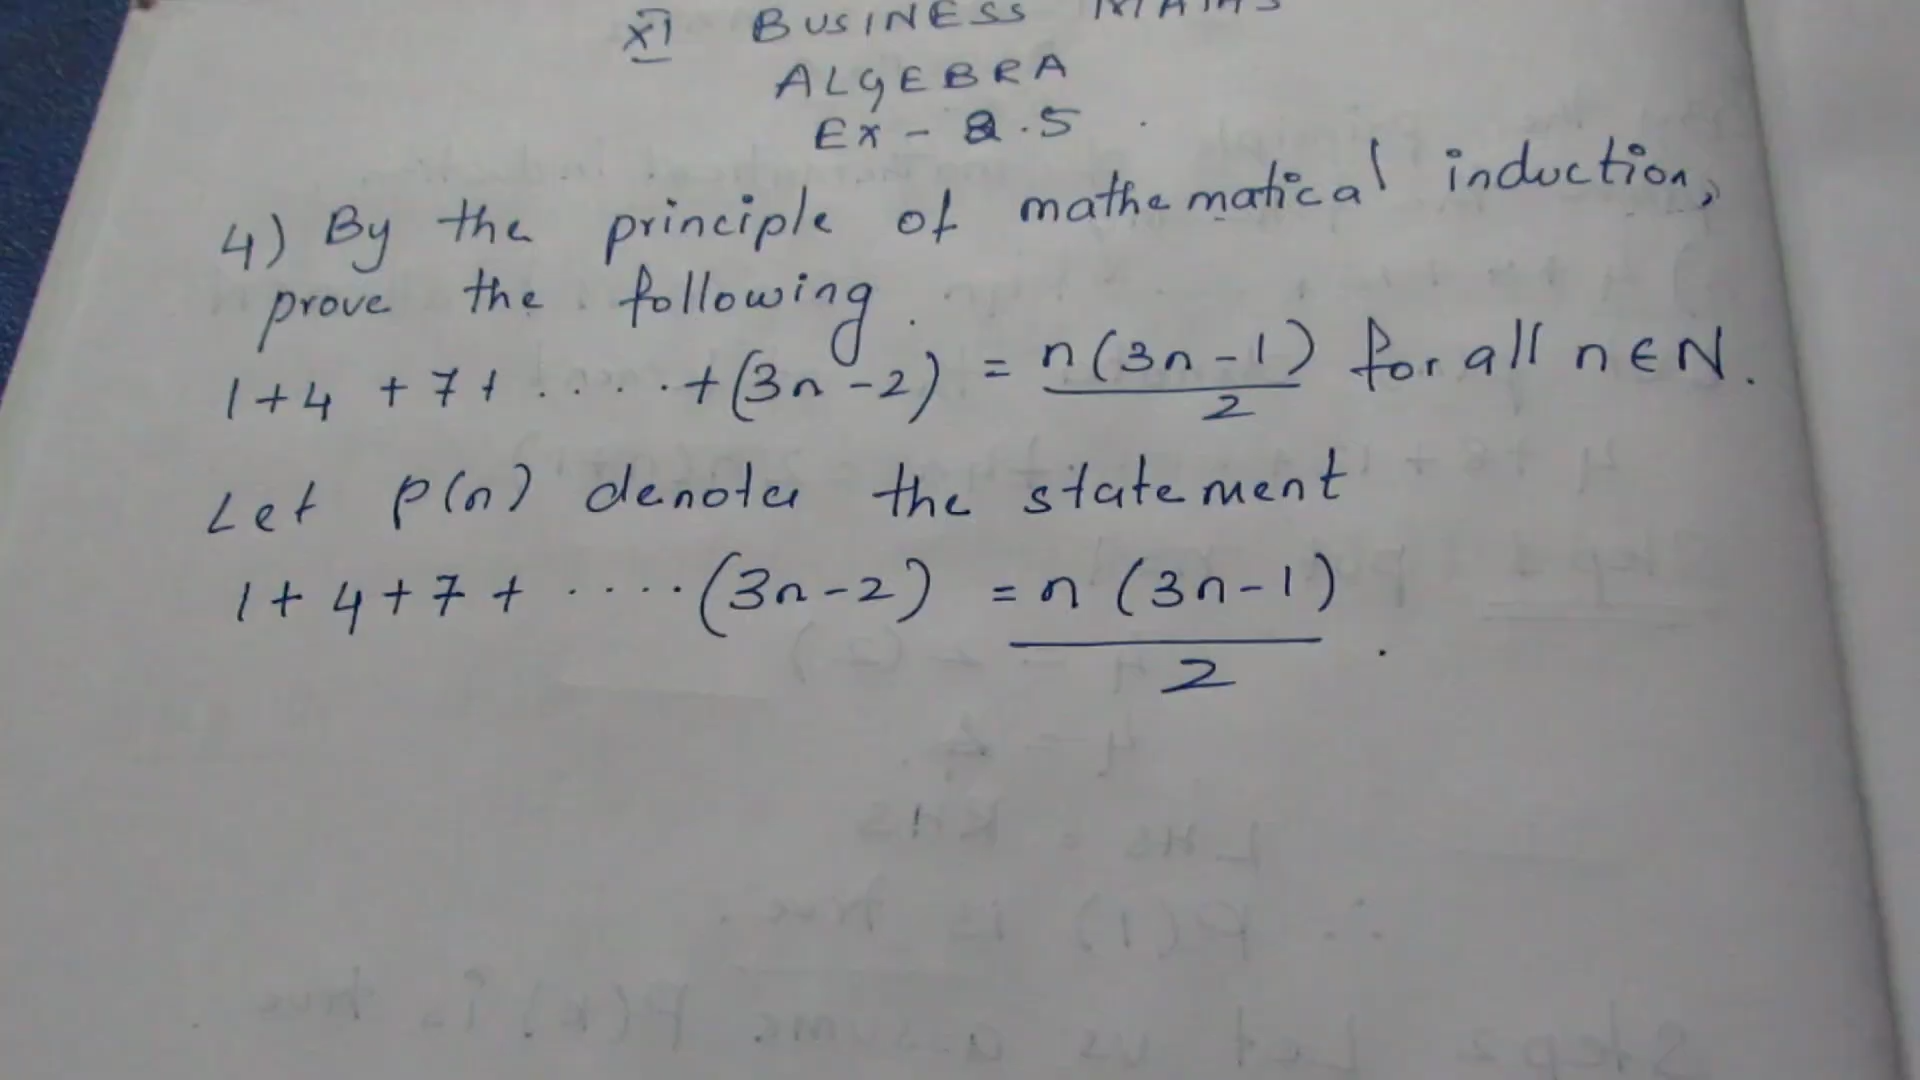 XI BUSINESS MATHS
ALGEBRA
Ex - 2.5
4) By the principle of mathematical induction,
prove the following.
1+4 +7+ .....+(3n-2) = n(3n-1)/2 for all n∈N.
Let P(n) denote the statement
1+4+7+ .....(3n-2) = n(3n-1)/2.